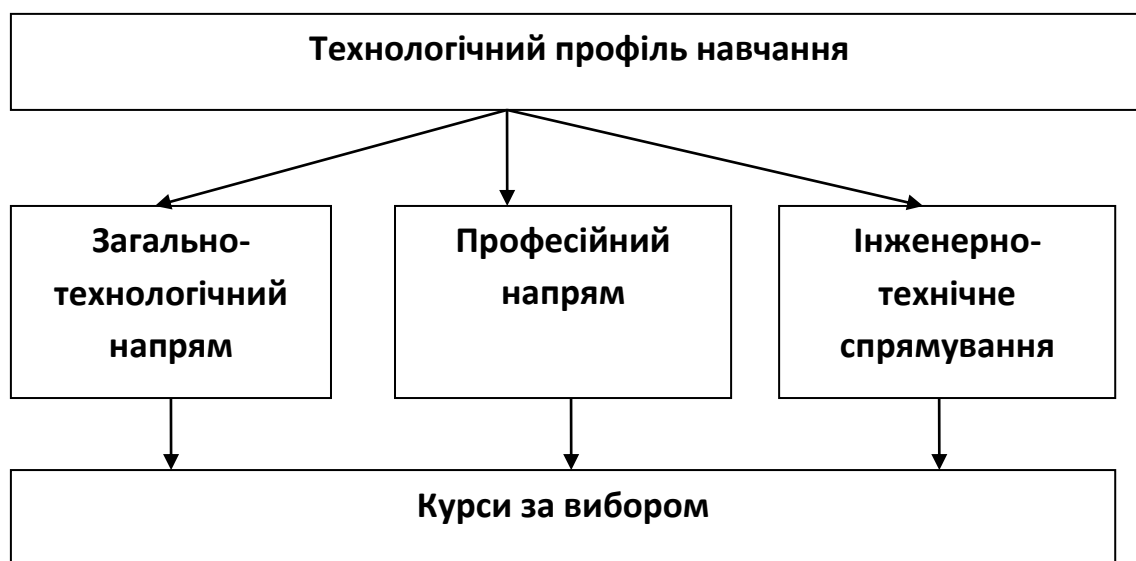 Технологічний профіль навчання
Загально-
технологічний
напрям
Професійний
напрям
Інженерно-
технічне
спрямування
Курси за вибором